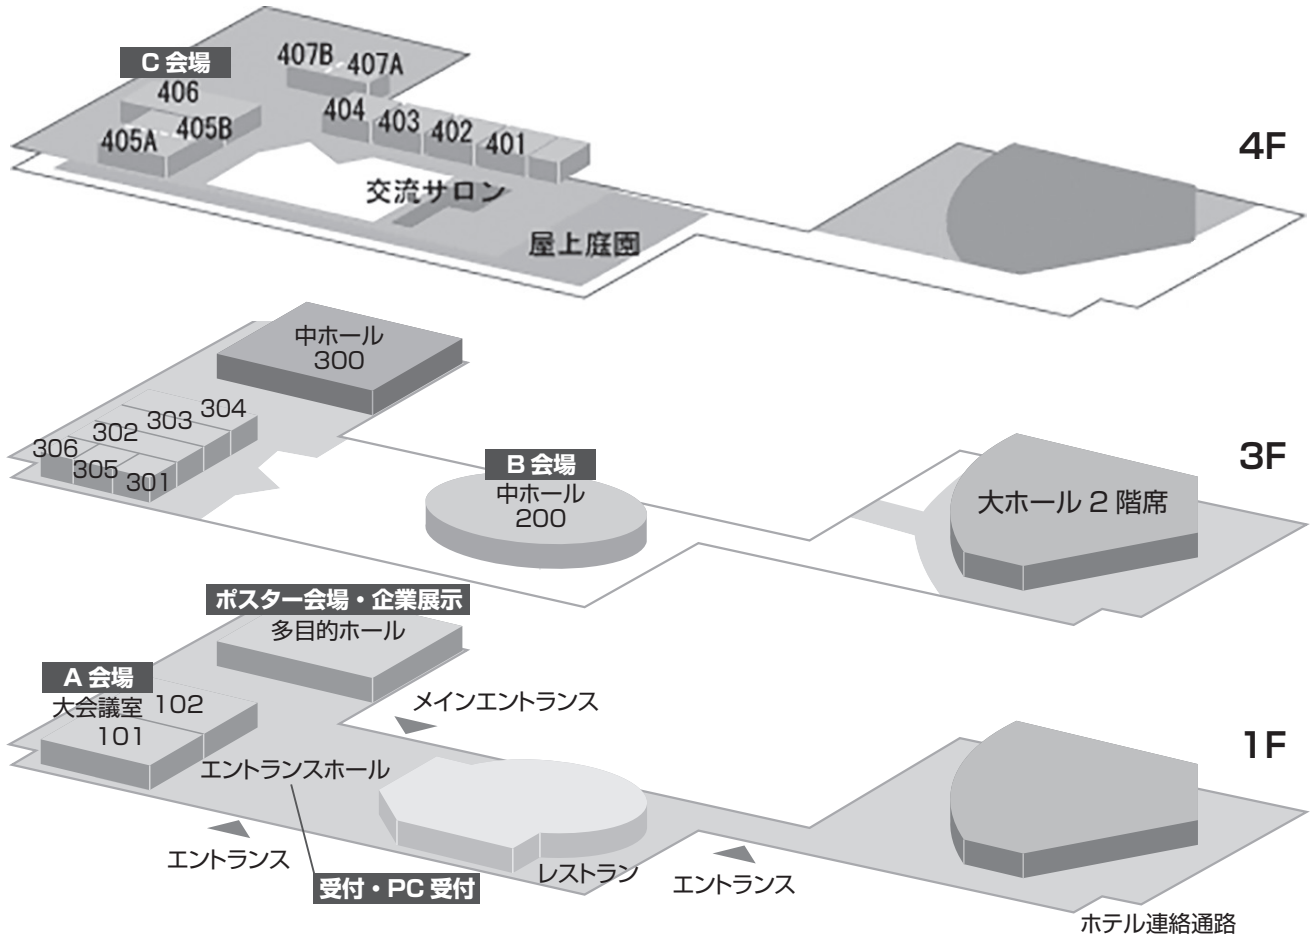 C 会場
407B
407A
406
405B
405A
404
403
402
401
4F
交流サロン
屋上庭園
中ホール
300
304
303
302
306
305
301
3F
B 会場
中ホール
200
大ホール 2 階席
ポスター会場・企業展示
多目的ホール
A 会場
大会議室 102
101
メインエントランス
1F
エントランスホール
エントランス
受付・PC 受付
レストラン
エントランス
ホテル連絡通路